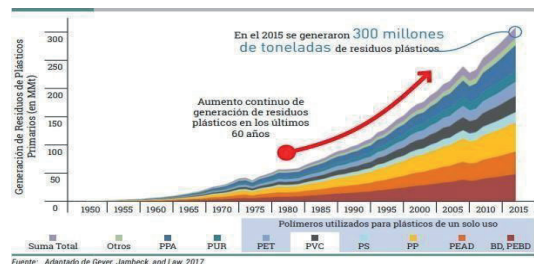 En el 2015 se generaron 300 millones
de toneladas de residuos plásticos
Aumento continuo de
generación de residuos
plásticos en los últimos
60 años
Generación de Residuos de Plásticos
Primarios (en MMt)
300
250
200
150
100
50
0
1950 1955 1960 1965 1970 1975 1980 1985 1990 1995 2000 2005 2010 2015
Polímeros utilizados para plásticos de un solo uso
Suma Total Otros PPA PUR PET PVC PS PP PEAD BD, PEBD
Fuente: Adaptado de Geyer, Jambeck, and Law, 2017